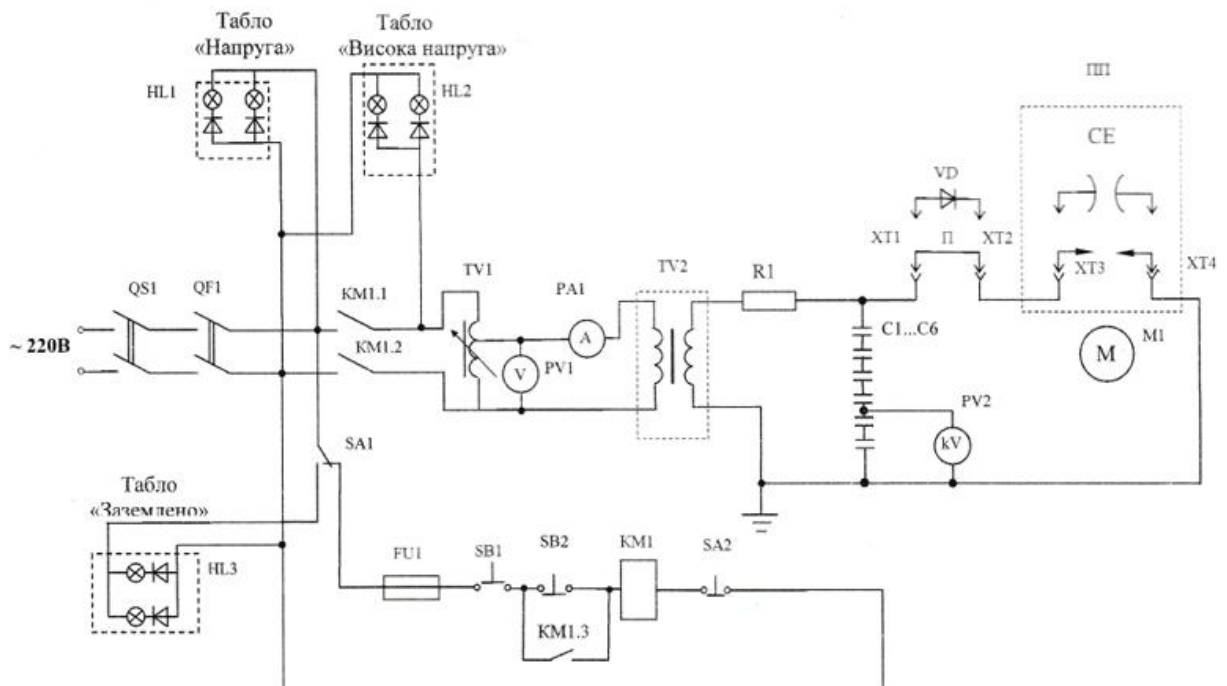 Табло
«Напруга»
Табло
«Висока напруга»
HL1
HL2
ПП
СЕ
VD
XT1
П
XT2
XT3
XT4
QS1
QF1
KM1.1
TV1
PA1
TV2
R1
~ 220В
KM1.2
A
V
PV1
C1...C6
M
M1
PV2
kV
SA1
Табло
«Заземлено»
HL3
FU1
SB1
SB2
KM1
SA2
KM1.3